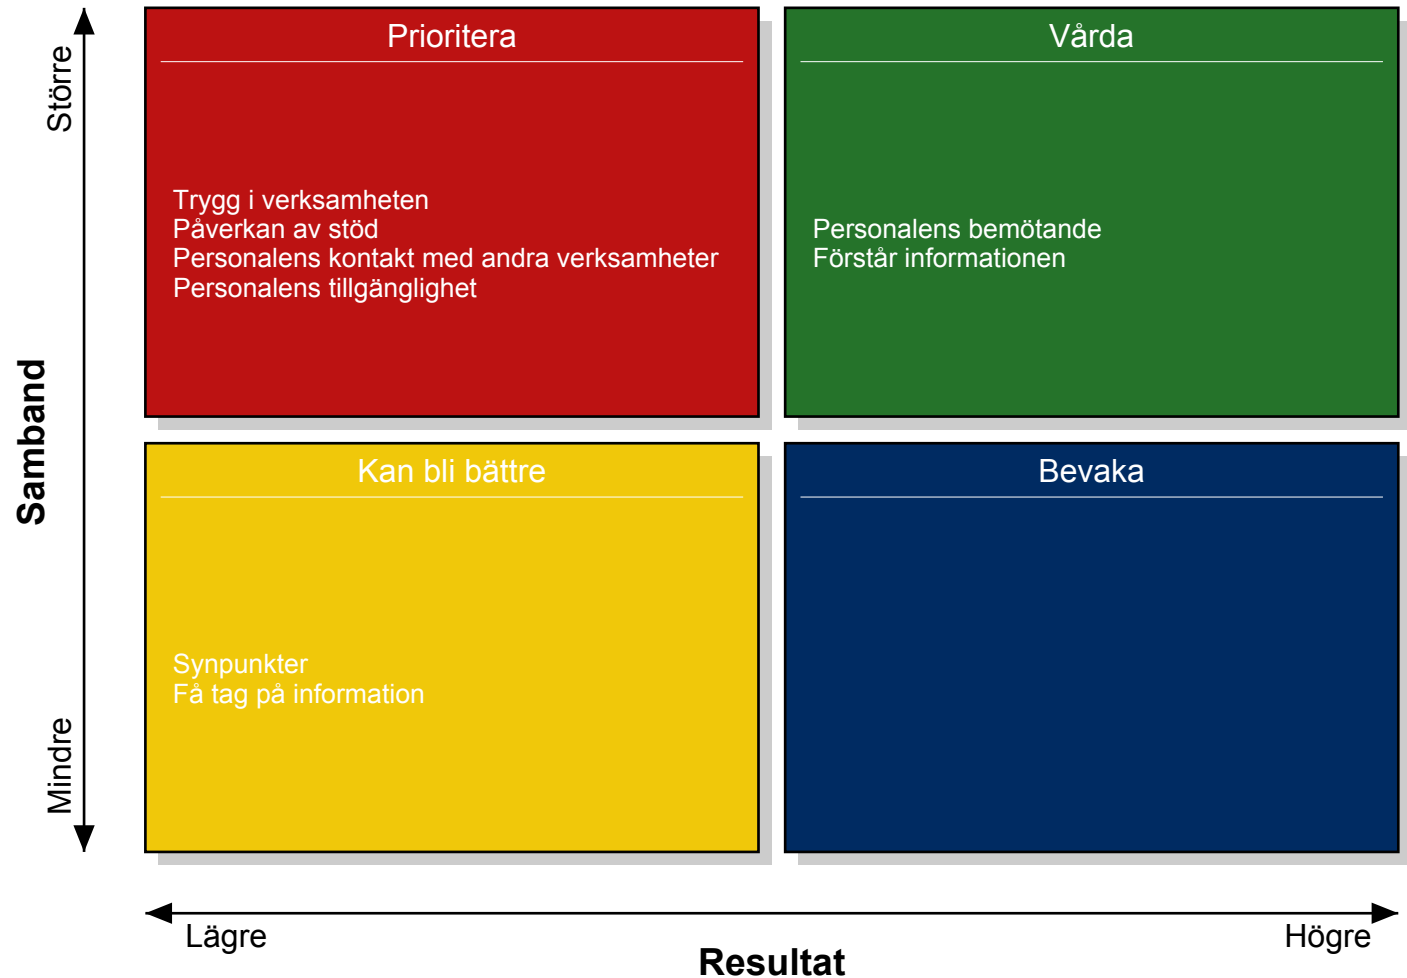 Större
Prioritera
Trygg i verksamheten
Påverkan av stöd
Personalens kontakt med andra verksamheter
Personalens tillgänglighet
Vårda
Personalens bemötande
Förstår informationen
Samband
Kan bli bättre
Synpunkter
Få tag på information
Bevaka
Mindre
Lägre
Resultat
Högre